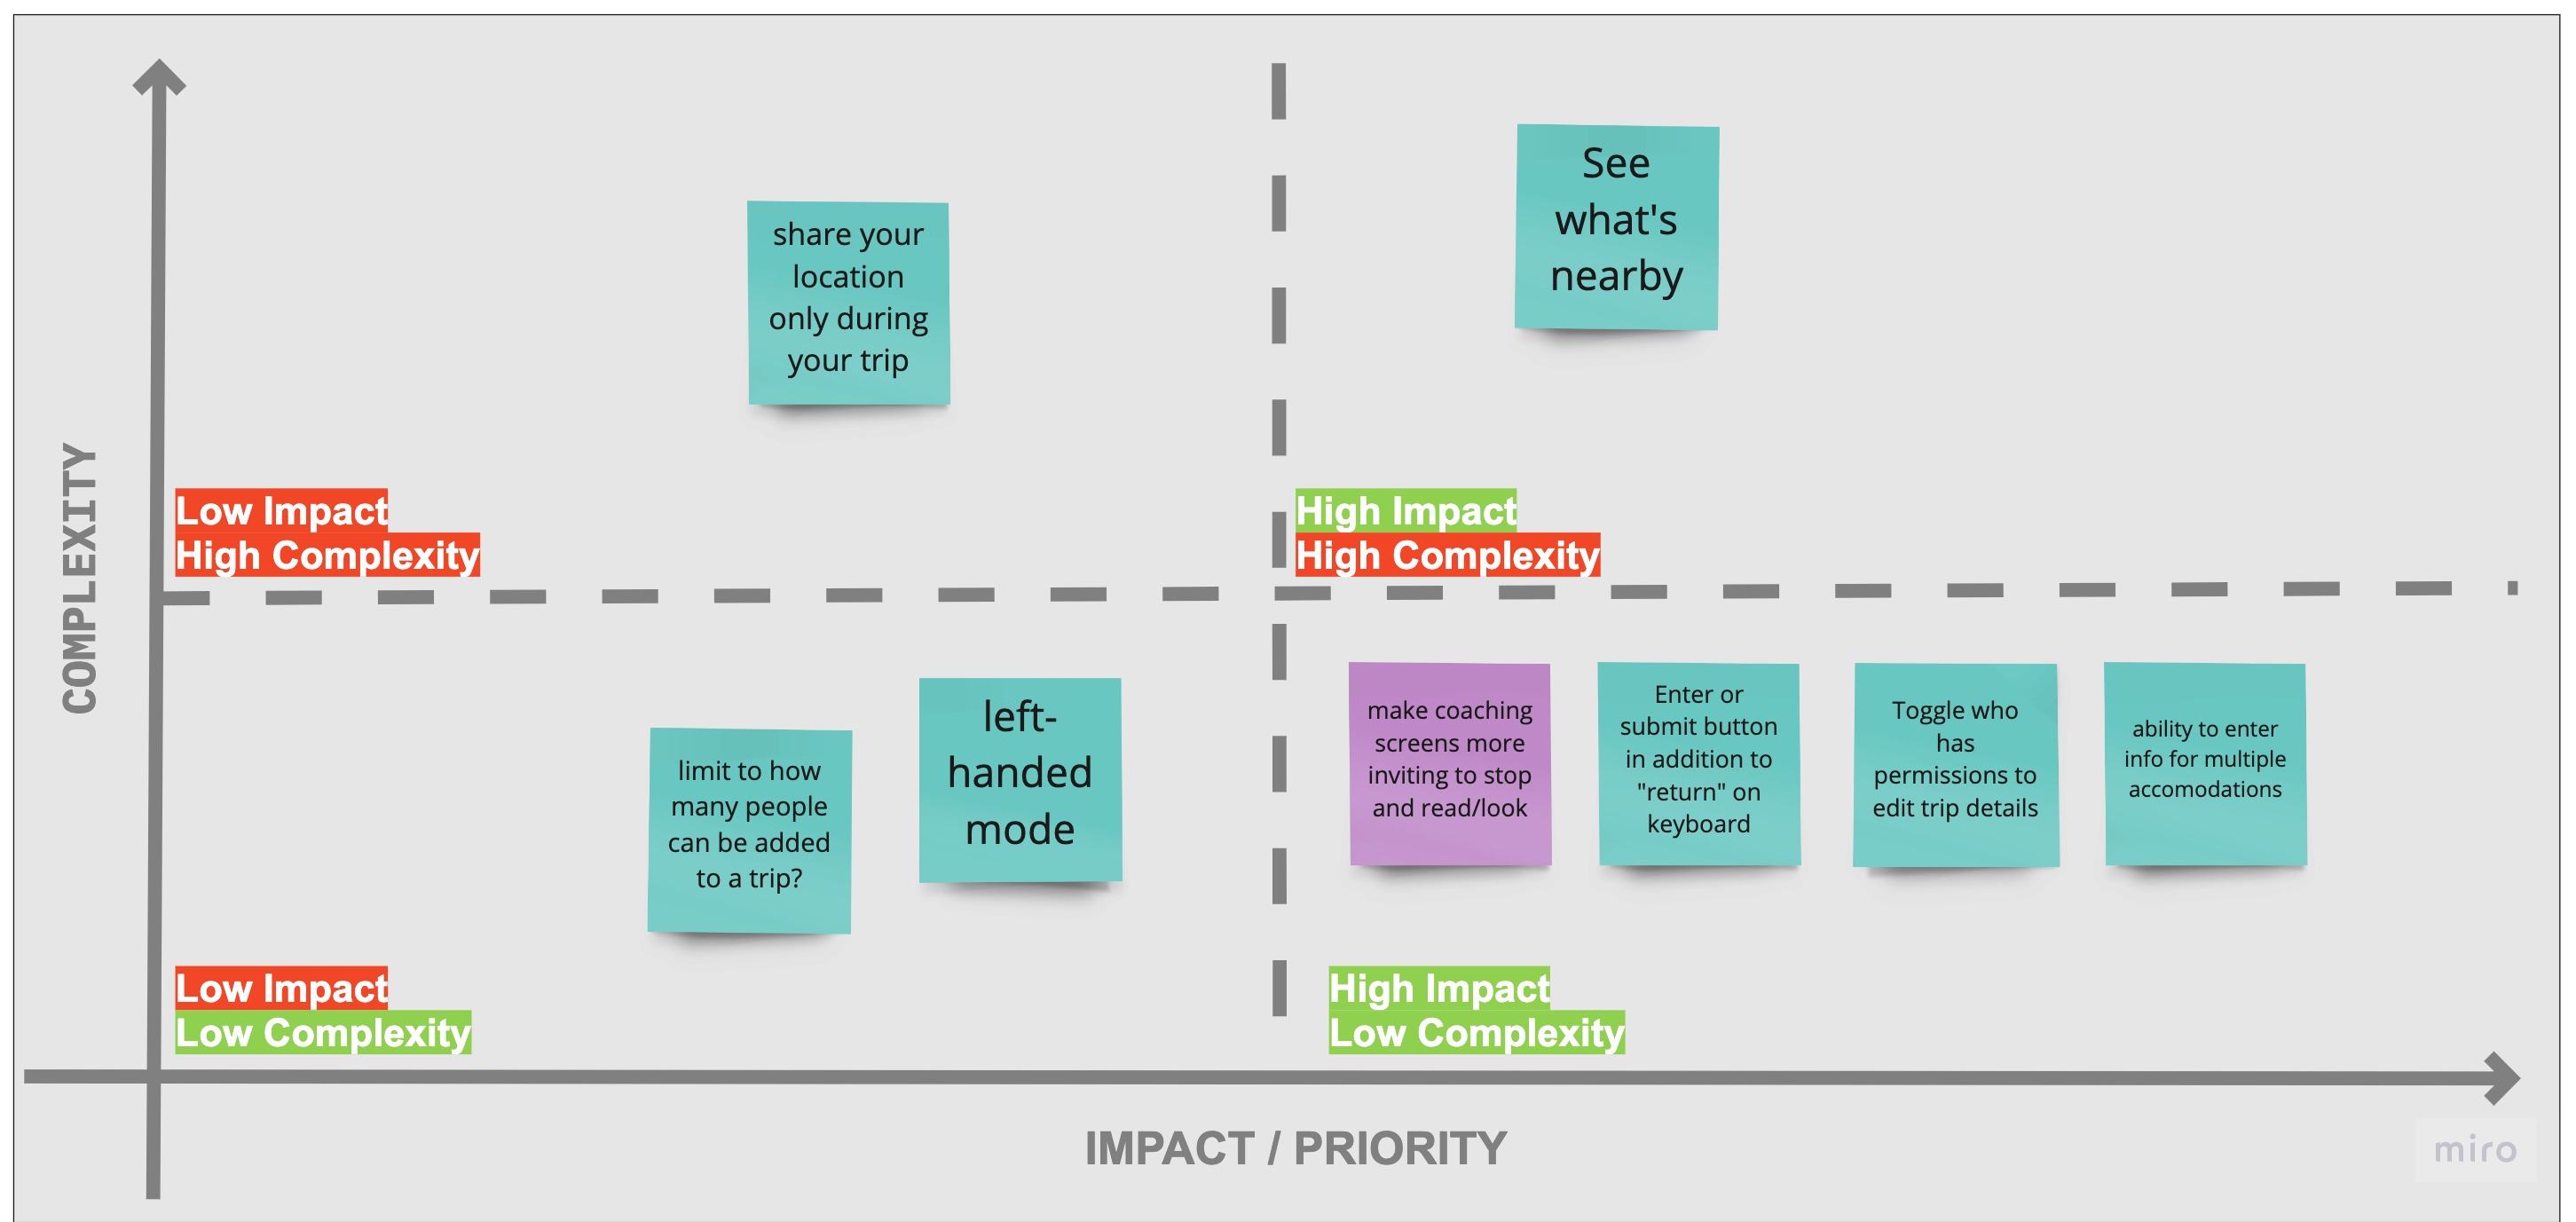 COMPLEXITY
share your
location
only during
your trip
See
what's
nearby
Low Impact
High Complexity
High Impact
High Complexity
limit to how
many people
can be added
to a trip?
left-
handed
mode
make coaching
screens more
inviting to stop
and read/look
Enter or
submit button
in addition to
"return" on
keyboard
Toggle who
has
permissions to
edit trip details
ability to enter
info for multiple
accomodations
Low Impact
Low Complexity
High Impact
Low Complexity
IMPACT / PRIORITY
miro